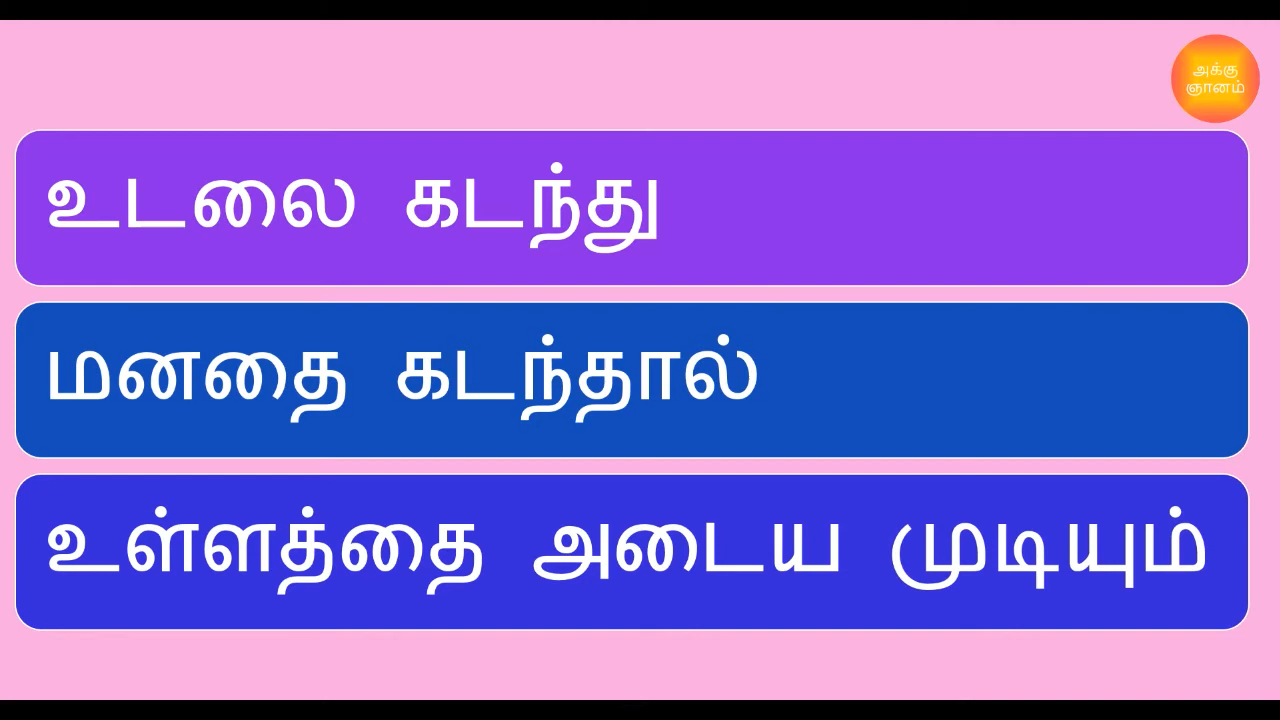 அக்கு
ஞானம்
உடலை கடந்து
மனதை கடந்தால்
உள்ளத்தை அடைய முடியும்